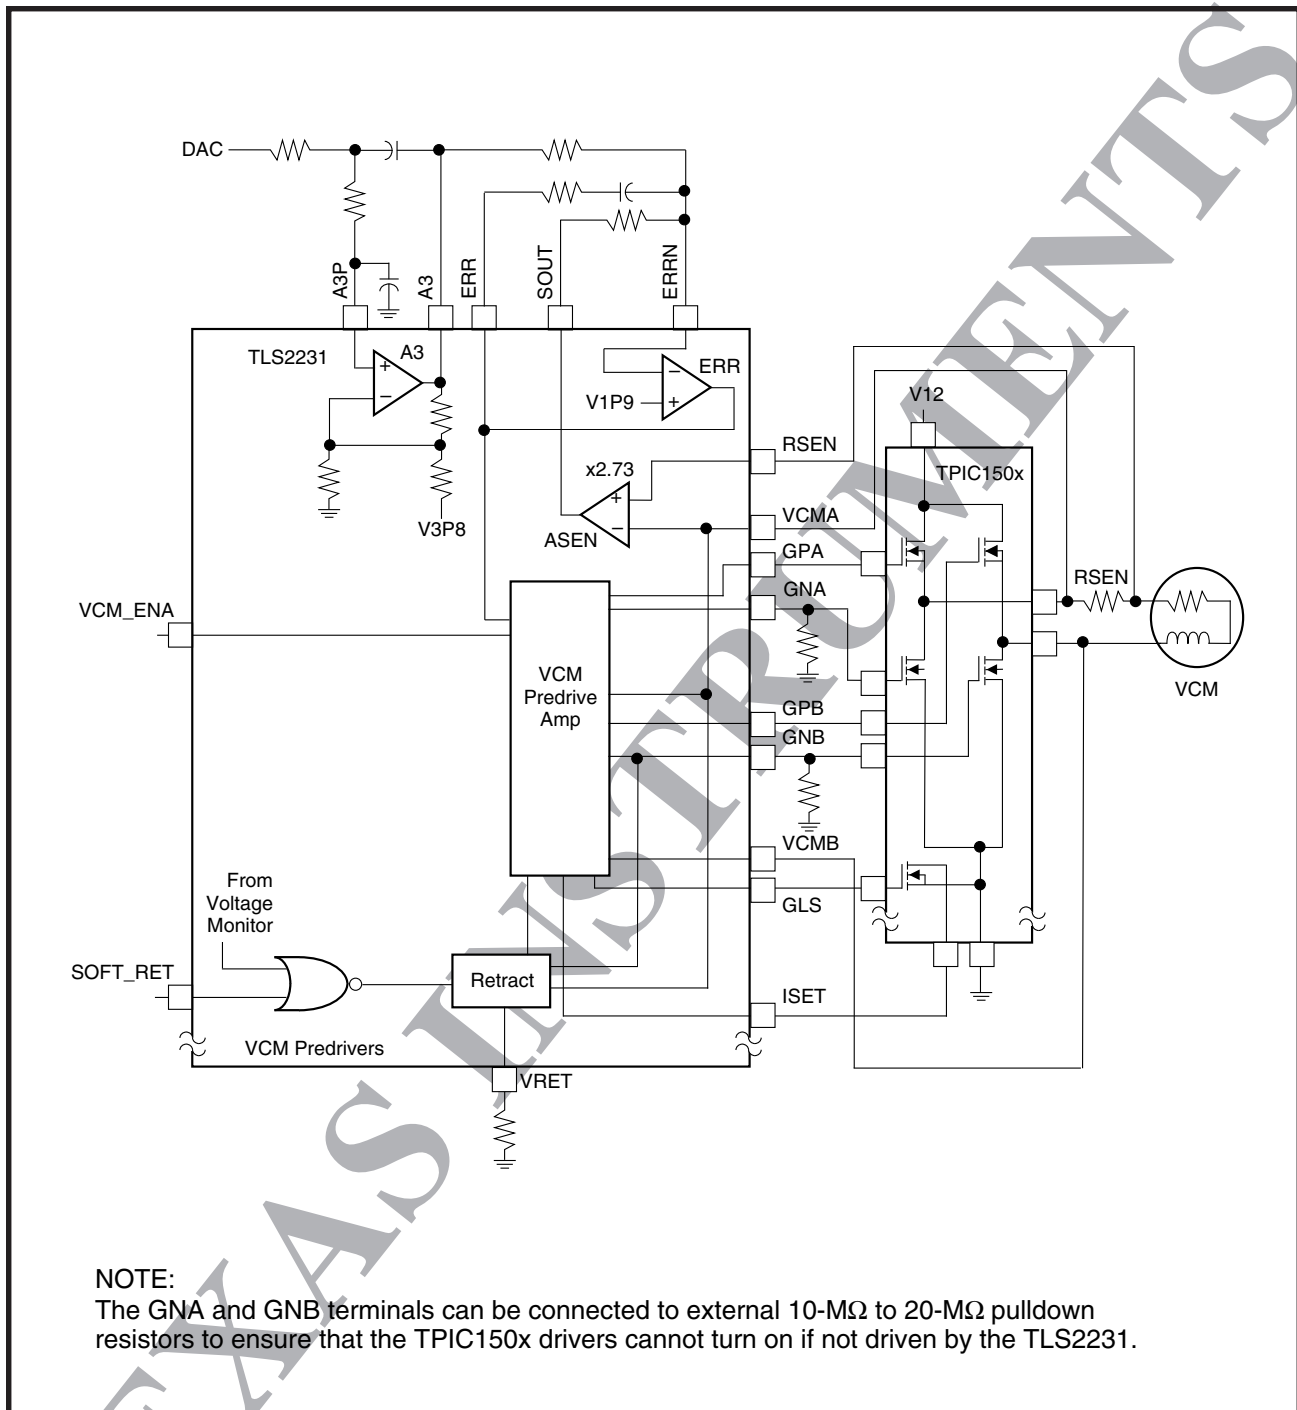 DAC
A3P
A3
ERR
SOUT
ERRN
TLS2231
A3
ERR
V1P9
V12
RSEN
TPIC150x
x2.73
V3P8
VCMA
ASEN
GPA
RSEN
GNA
VCM_ENA
VCM
Predrive
Amp
VCM
GPB
GNB
VCMB
From
Voltage
Monitor
GLS
SOFT_RET
Retract
ISET
VCM Predrivers
VRET
NOTE:
The GNA and GNB terminals can be connected to external 10-MΩ to 20-MΩ pulldown
resistors to ensure that the TPIC150x drivers cannot turn on if not driven by the TLS2231.
EXAS INSTRUMENTS